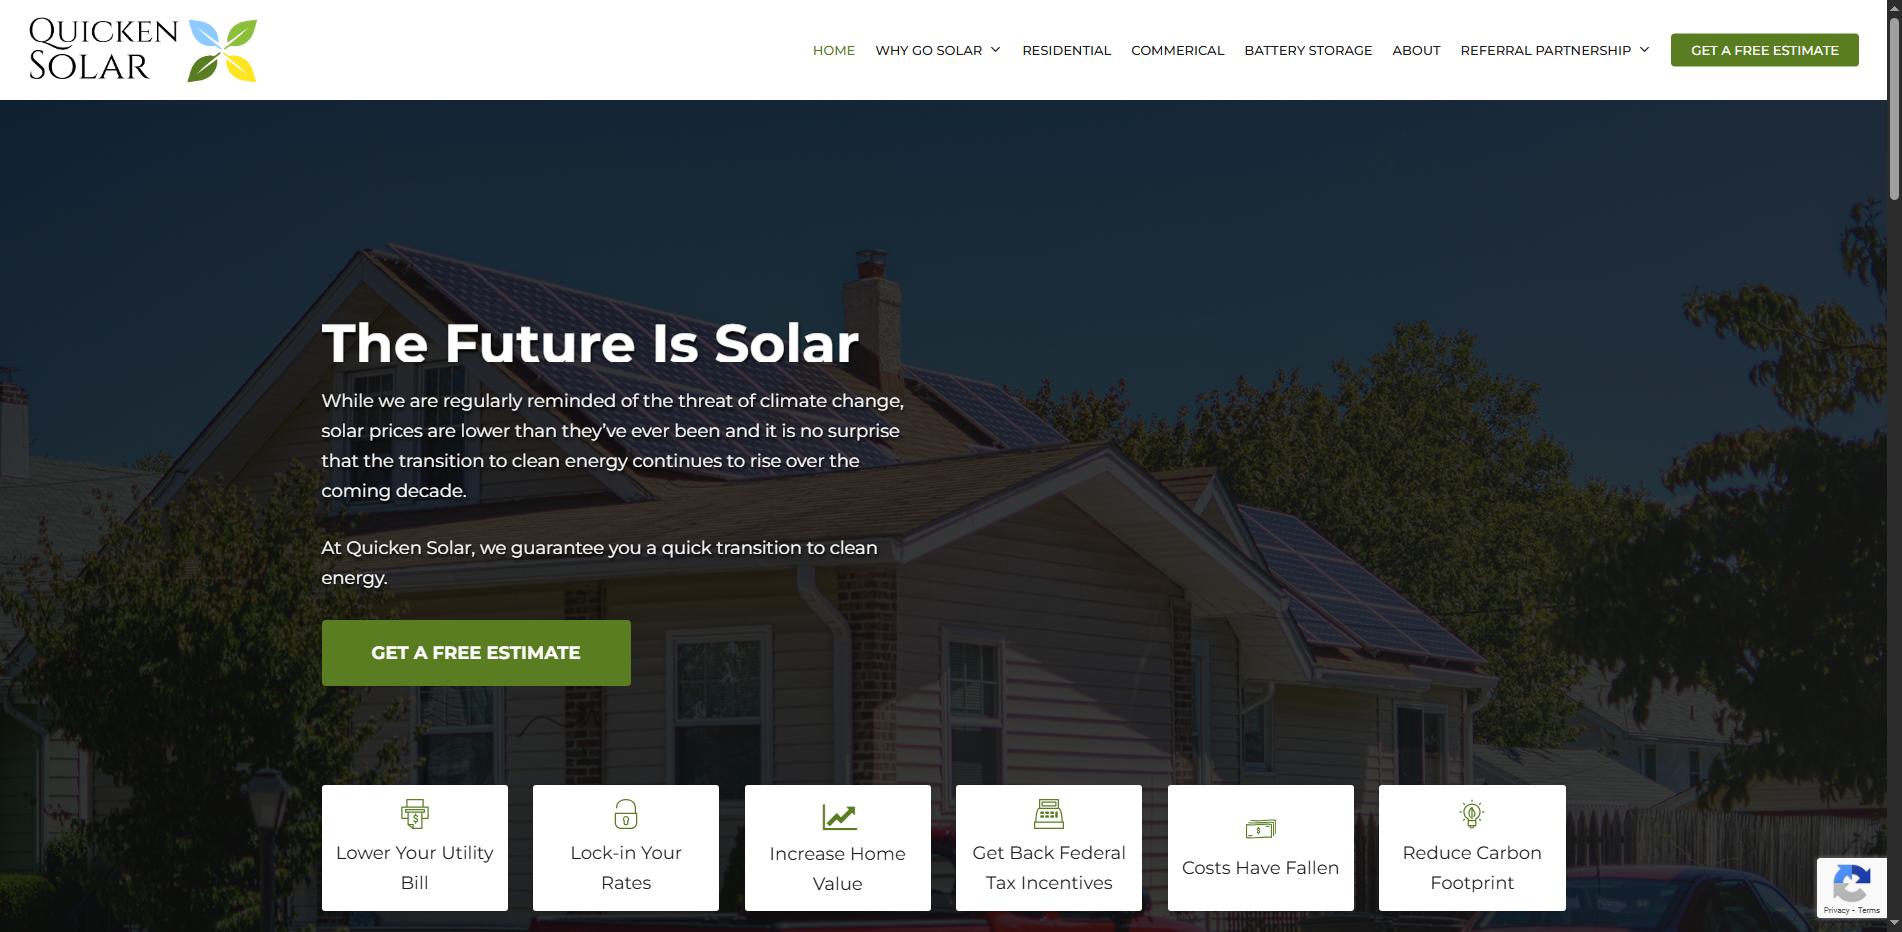 QUICKEN
SOLAR
HOME WHY GO SOLAR RESIDENTIAL COMMERICAL BATTERY STORAGE ABOUT REFERRAL PARTNERSHIP GET A FREE ESTIMATE
The Future Is Solar
While we are regularly reminded of the threat of climate change,
solar prices are lower than they’ve ever been and it is no surprise
that the transition to clean energy continues to rise over the
coming decade.
At Quicken Solar, we guarantee you a quick transition to clean
energy.
GET A FREE ESTIMATE
Lower Your Utility
Bill
Lock-in Your
Rates
Increase Home
Value
Get Back Federal
Tax Incentives
Costs Have Fallen
Reduce Carbon
Footprint
Privacy - Terms